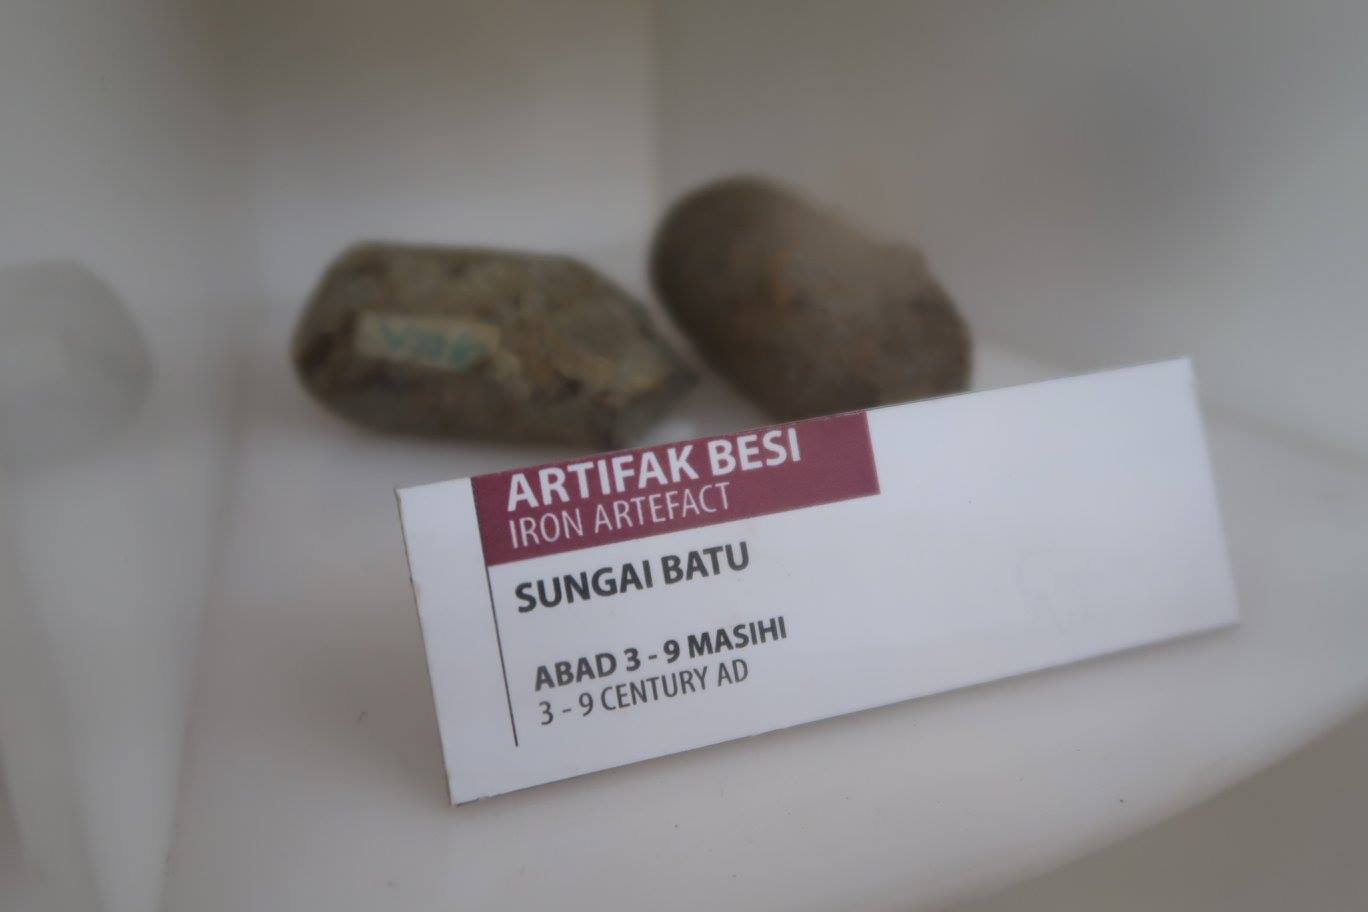 ARTIFAK BESI
IRON ARTEFACT
SUNGAI BATU
ABAD 3 - 9 MASIHI
3 - 9 CENTURY AD